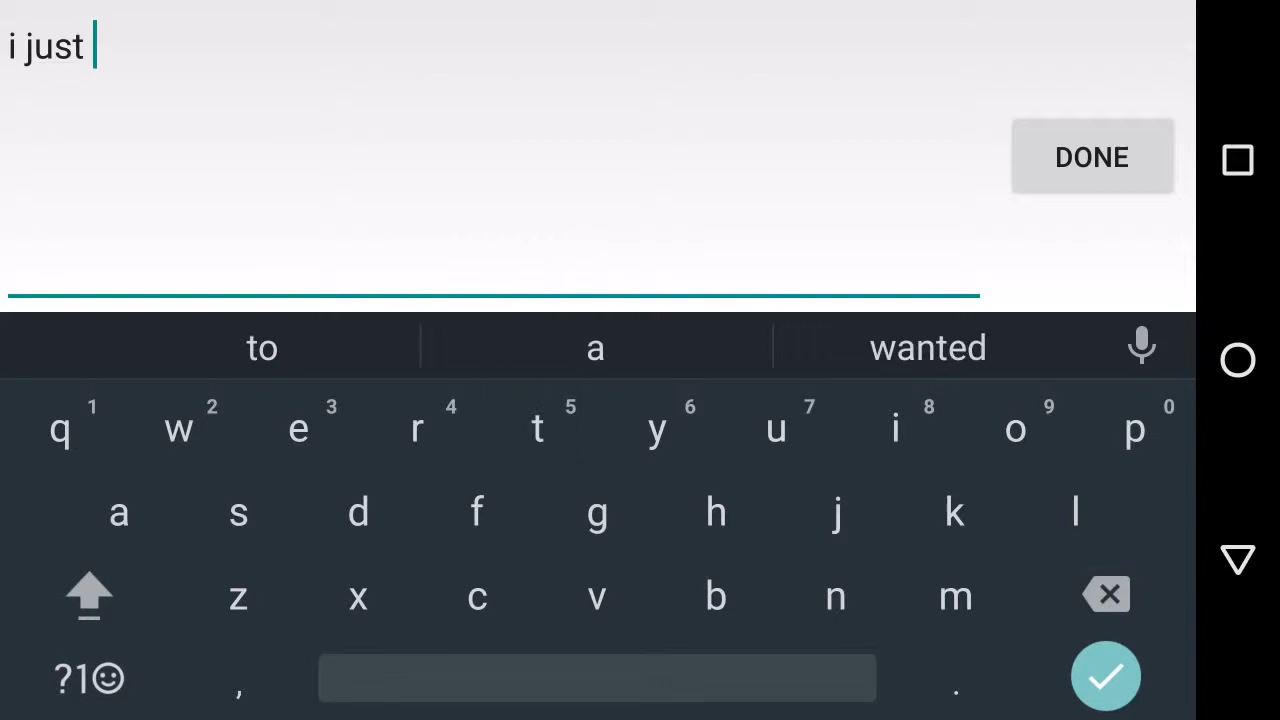 i just
DONE
to a wanted
1 2 3 4 5 6 7 8 9 0
q w e r t y u i o p
a s d f g h j k l
z x c v b n m
?1☺ , .